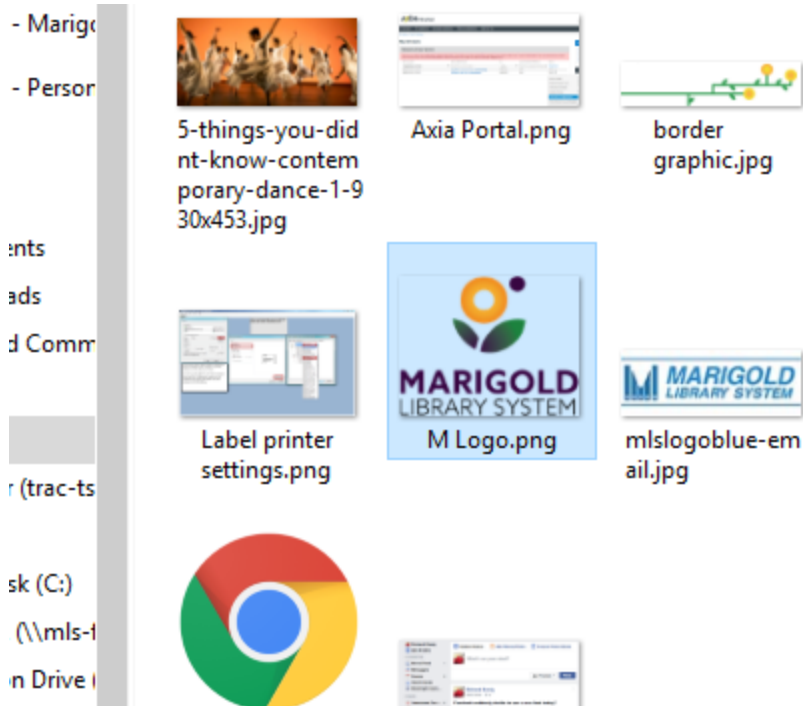 - Marig
- Person
5-things-you-did
nt-know-contem
porary-dance-1-9
30x453.jpg
Axia Portal.png
border
graphic.jpg
ents
ads
d Comm
Label printer
settings.png
MARIGOLD
LIBRARY SYSTEM
M Logo.png
MARIGOLD
LIBRARY SYSTEM
mlslogoblue-em
ail.jpg
r (trac-ts
sk (C:)
(\\mls-f
on Drive (